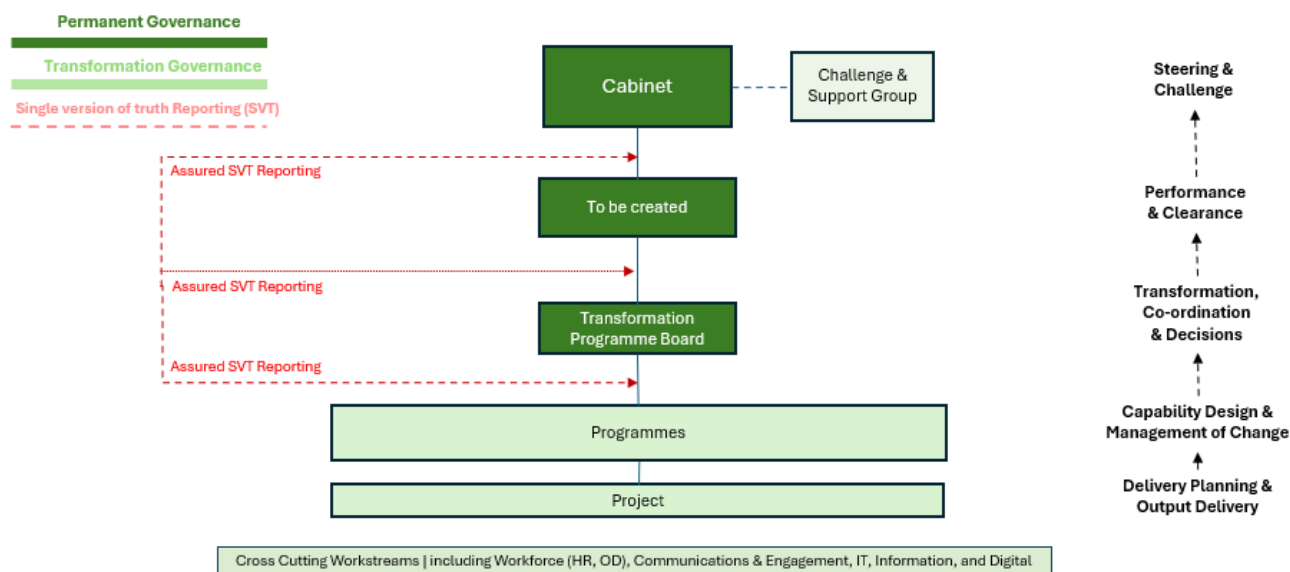 Permanent Governance
Transformation Governance
Single version of truth Reporting (SVT)
Cabinet
Challenge &
Support Group
Steering &
Challenge
Assured SVT Reporting
To be created
Performance
& Clearance
Assured SVT Reporting
Transformation
Programme Board
Transformation,
Co-ordination
& Decisions
Assured SVT Reporting
Programmes
Capability Design &
Management of Change
Project
Delivery Planning &
Output Delivery
Cross Cutting Workstreams | including Workforce (HR, OD), Communications & Engagement, IT, Information, and Digital